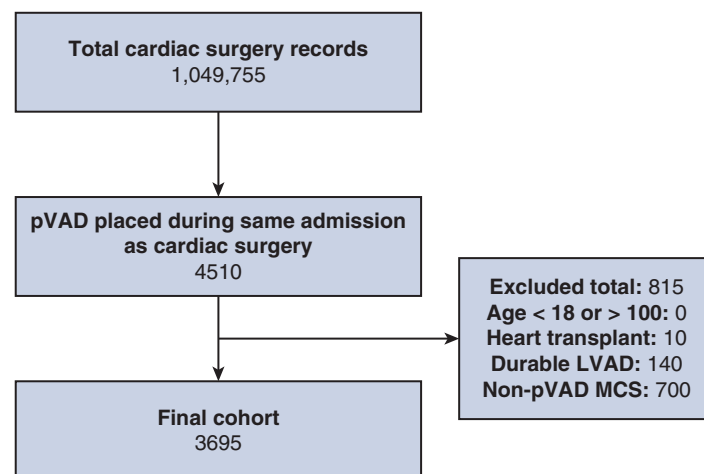 Total cardiac surgery records
1,049,755
pVAD placed during same admission
as cardiac surgery
4510
Excluded total: 815
Age < 18 or > 100: 0
Heart transplant: 10
Durable LVAD: 140
Non-pVAD MCS: 700
Final cohort
3695